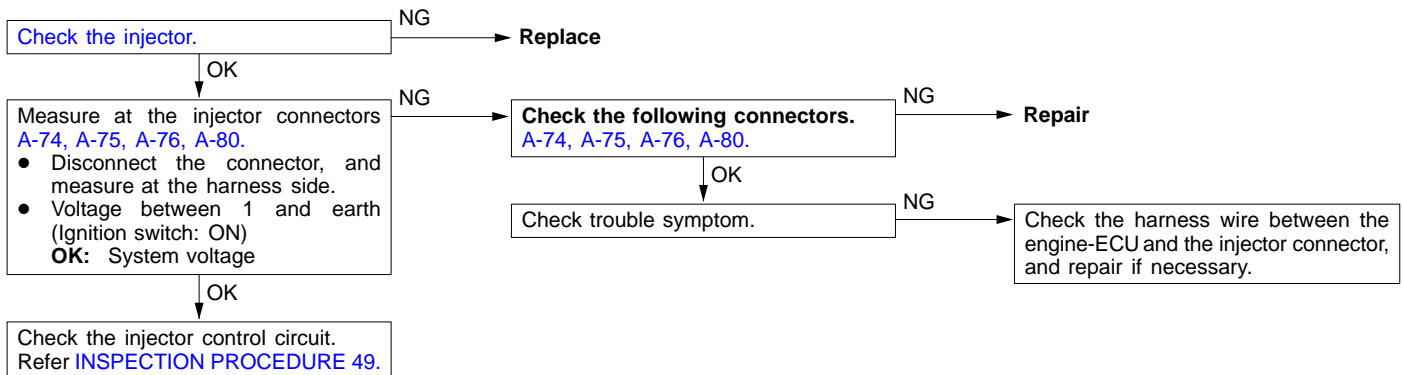 Check the injector.
NG
Replace
OK
Measure at the injector connectors
A-74, A-75, A-76, A-80.
● Disconnect the connector, and
measure at the harness side.
● Voltage between 1 and earth
(Ignition switch: ON)
OK: System voltage
NG
Check the following connectors.
A-74, A-75, A-76, A-80.
NG
Repair
OK
Check trouble symptom.
NG
Check the harness wire between the
engine-ECU and the injector connector,
and repair if necessary.
OK
Check the injector control circuit.
Refer INSPECTION PROCEDURE 49.